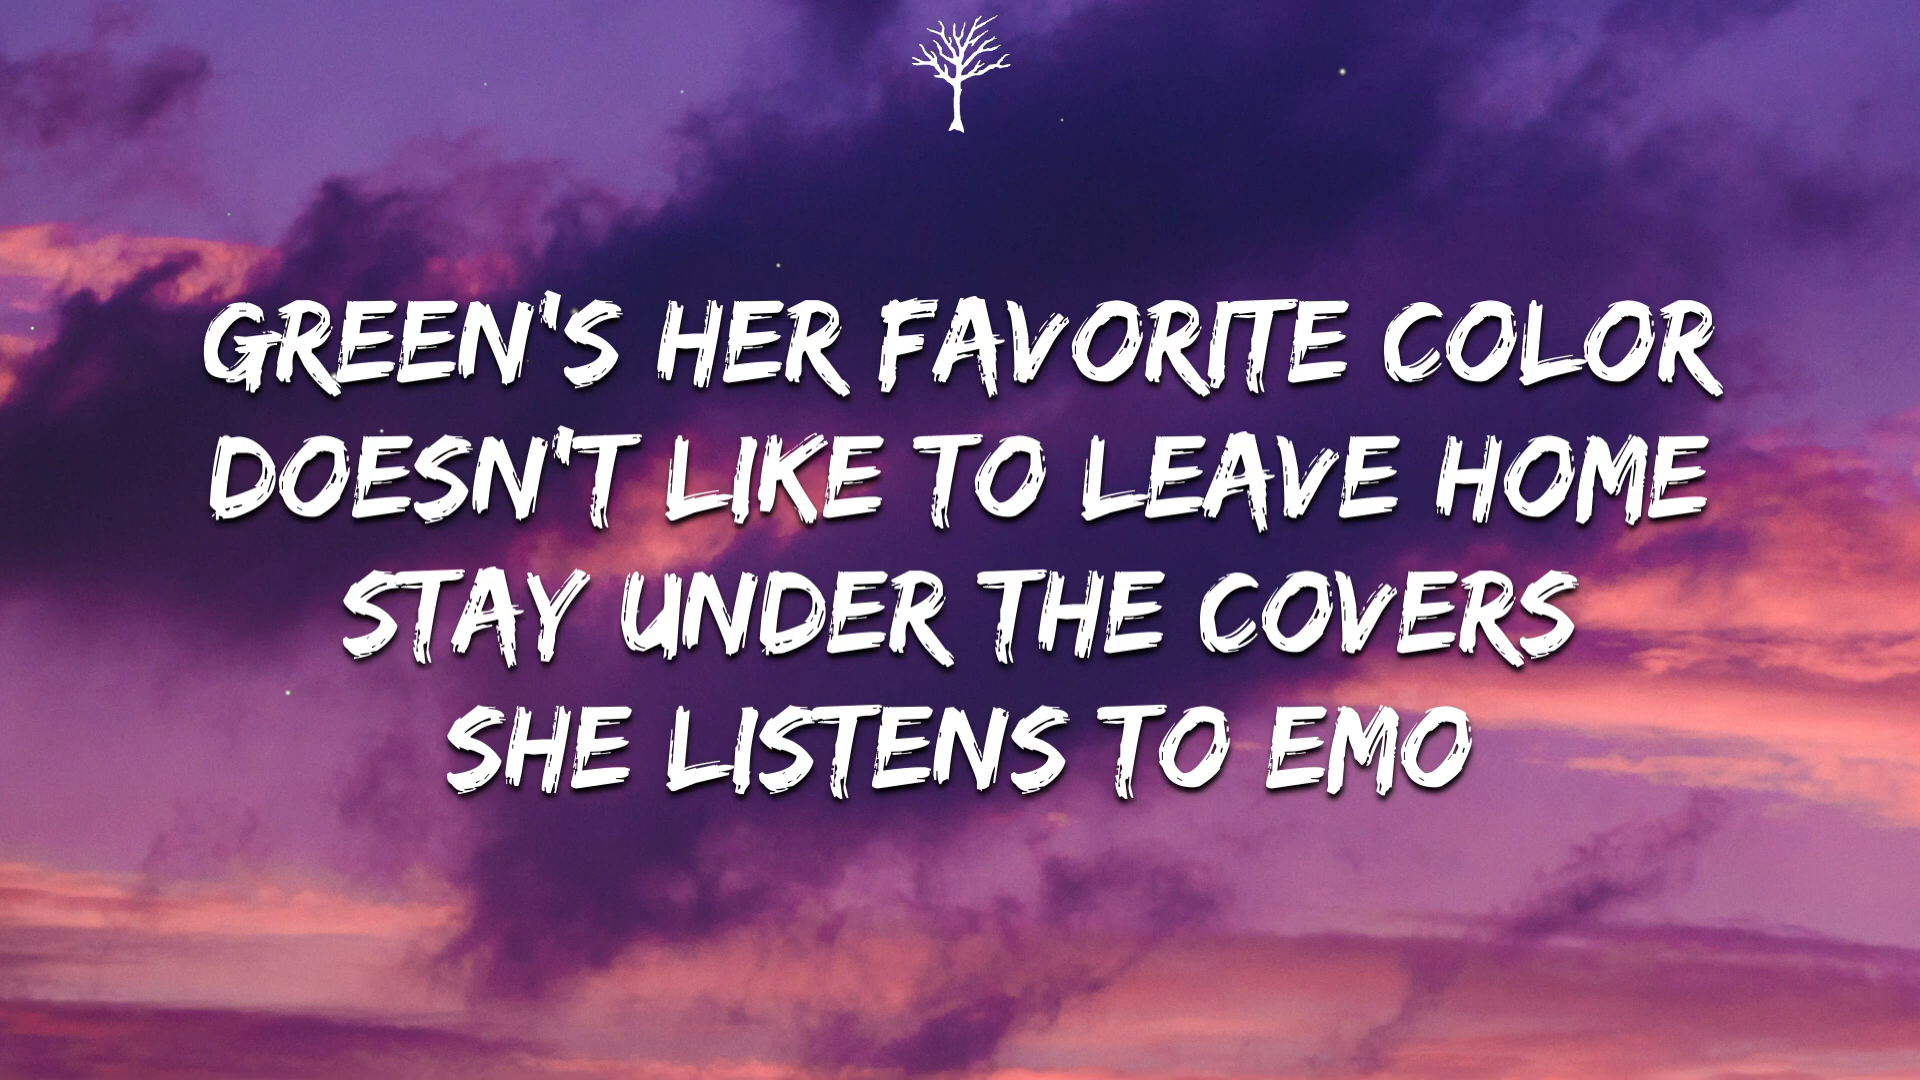 GREEN'S HER FAVORITE COLOR
DOESN'T LIKE TO LEAVE HOME
STAY UNDER THE COVERS
SHE LISTENS TO EMO